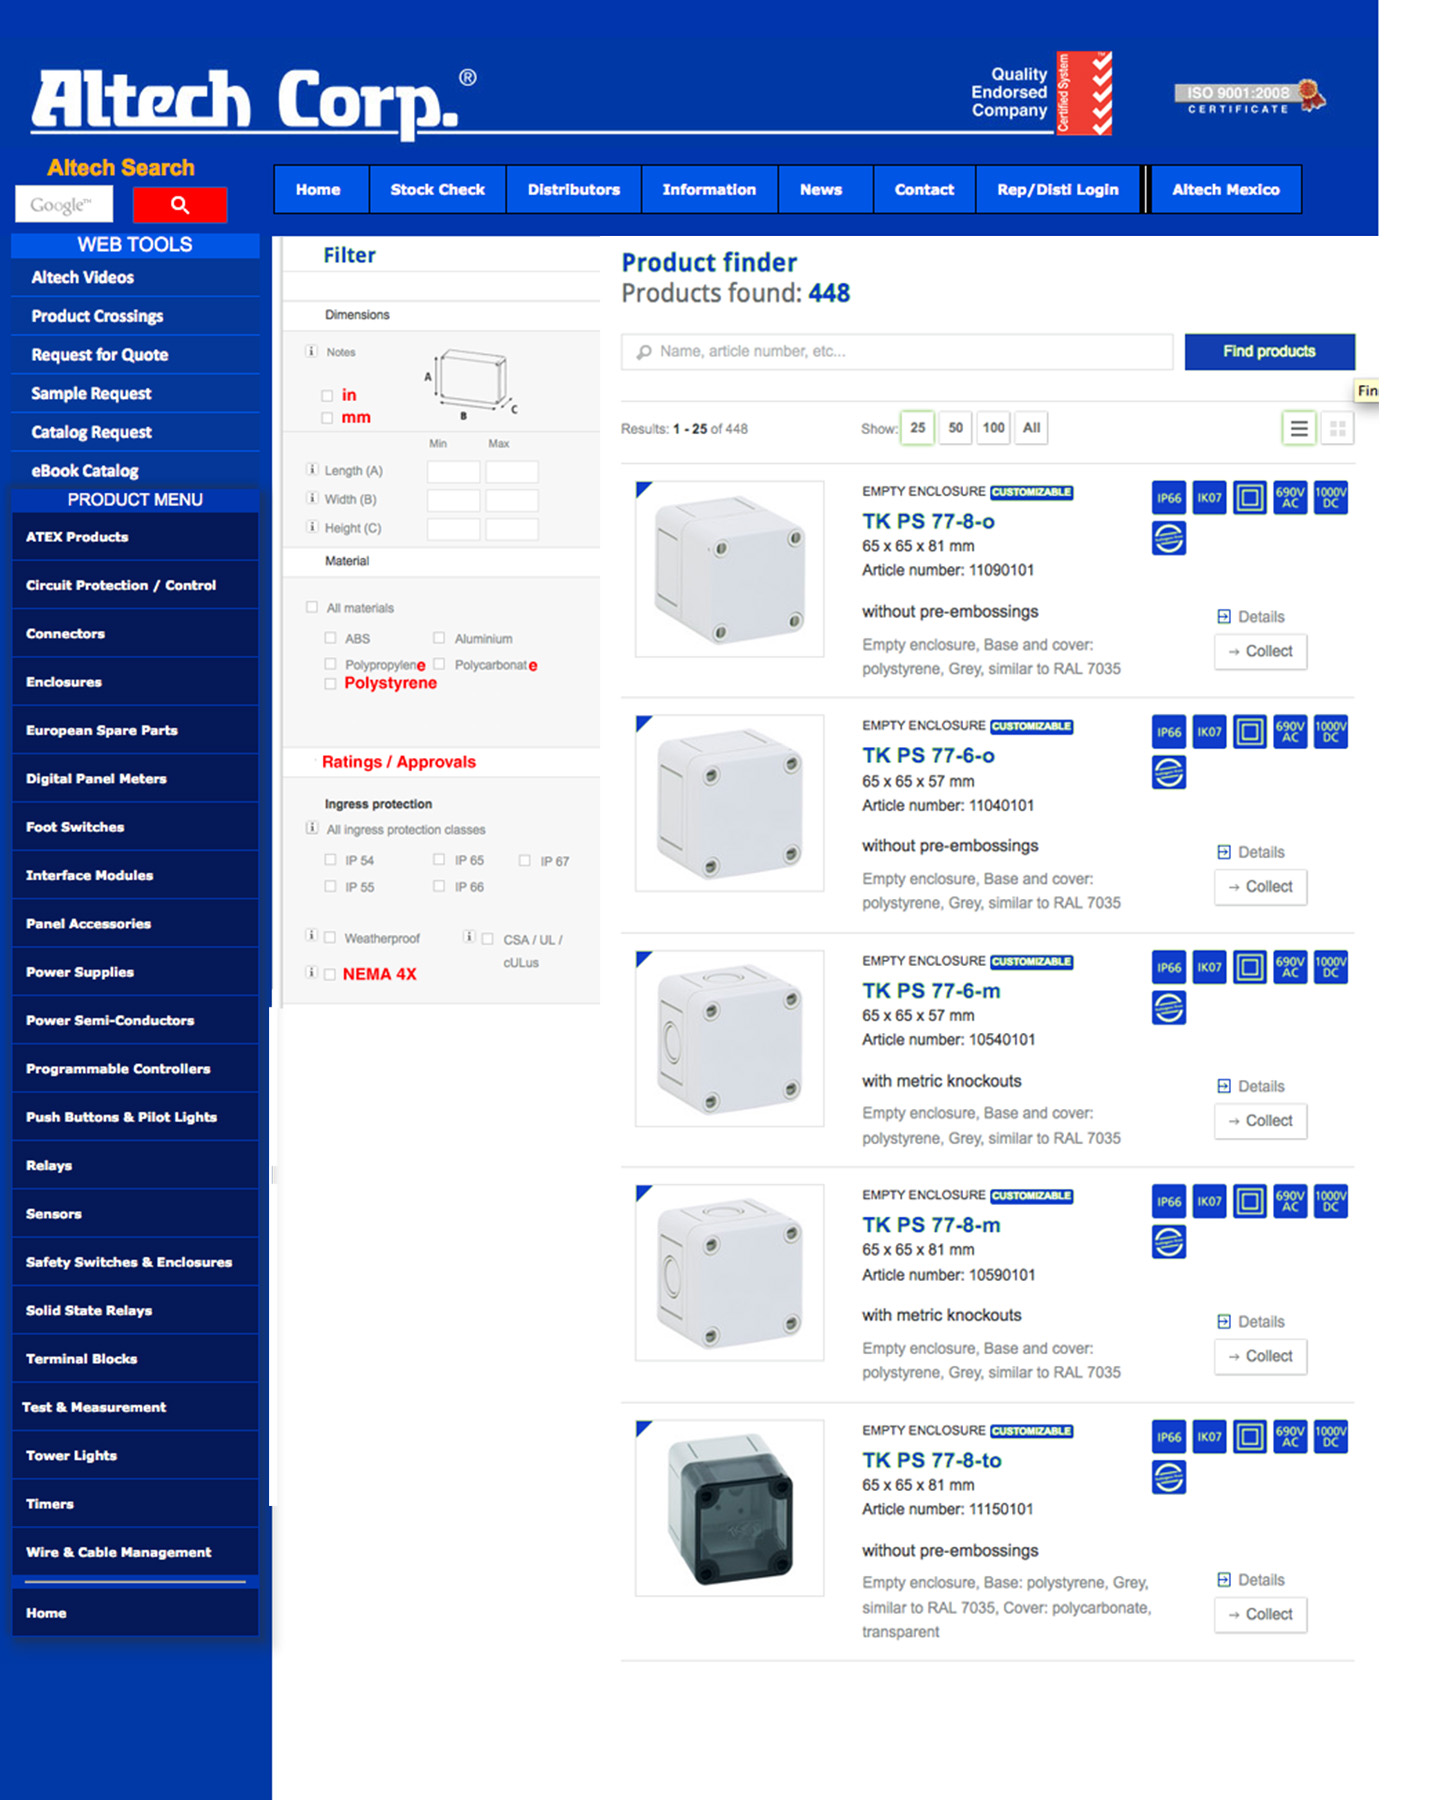 Altech Corp.®
Quality
Endorsed
Company
Certified System
TM
ISO 9001:2008
CERTIFICATE
Altech Search
Google™
Home
Stock Check
Distributors
Information
News
Contact
Rep/Disti Login
Altech Mexico
WEB TOOLS
Altech Videos
Product Crossings
Request for Quote
Sample Request
Catalog Request
eBook Catalog
PRODUCT MENU
ATEX Products
Circuit Protection / Control
Connectors
Enclosures
European Spare Parts
Digital Panel Meters
Foot Switches
Interface Modules
Panel Accessories
Power Supplies
Power Semi-Conductors
Programmable Controllers
Push Buttons & Pilot Lights
Relays
Sensors
Safety Switches & Enclosures
Solid State Relays
Terminal Blocks
Test & Measurement
Tower Lights
Timers
Wire & Cable Management
Home
Filter
Dimensions
i Notes
in
mm
A
B
C
Min Max
i Length (A)
i Width (B)
i Height (C)
Material
All materials
ABS Aluminium
Polypropylene Polycarbonate
Polystyrene
Ratings / Approvals
Ingress protection
i All ingress protection classes
IP 54 IP 65 IP 67
IP 55 IP 66
i Weatherproof i CSA / UL /
cULus
i NEMA 4X
Product finder
Products found: 448
Name, article number, etc...
Find products
Fin
Results: 1 - 25 of 448
Show: 25 50 100 All
EMPTY ENCLOSURE CUSTOMIZABLE
TK PS 77-8-o
65 x 65 x 81 mm
Article number: 11090101
without pre-embossings
Empty enclosure, Base and cover:
polystyrene, Grey, similar to RAL 7035
IP66 IK07 690V AC 1000V DC
Details
→ Collect
EMPTY ENCLOSURE CUSTOMIZABLE
TK PS 77-6-o
65 x 65 x 57 mm
Article number: 11040101
without pre-embossings
Empty enclosure, Base and cover:
polystyrene, Grey, similar to RAL 7035
IP66 IK07 690V AC 1000V DC
Details
→ Collect
EMPTY ENCLOSURE CUSTOMIZABLE
TK PS 77-6-m
65 x 65 x 57 mm
Article number: 10540101
with metric knockouts
Empty enclosure, Base and cover:
polystyrene, Grey, similar to RAL 7035
IP66 IK07 690V AC 1000V DC
Details
→ Collect
EMPTY ENCLOSURE CUSTOMIZABLE
TK PS 77-8-m
65 x 65 x 81 mm
Article number: 10590101
with metric knockouts
Empty enclosure, Base and cover:
polystyrene, Grey, similar to RAL 7035
IP66 IK07 690V AC 1000V DC
Details
→ Collect
EMPTY ENCLOSURE CUSTOMIZABLE
TK PS 77-8-to
65 x 65 x 81 mm
Article number: 11150101
without pre-embossings
Empty enclosure, Base: polystyrene, Grey,
similar to RAL 7035, Cover: polycarbonate,
transparent
IP66 IK07 690V AC 1000V DC
Details
→ Collect